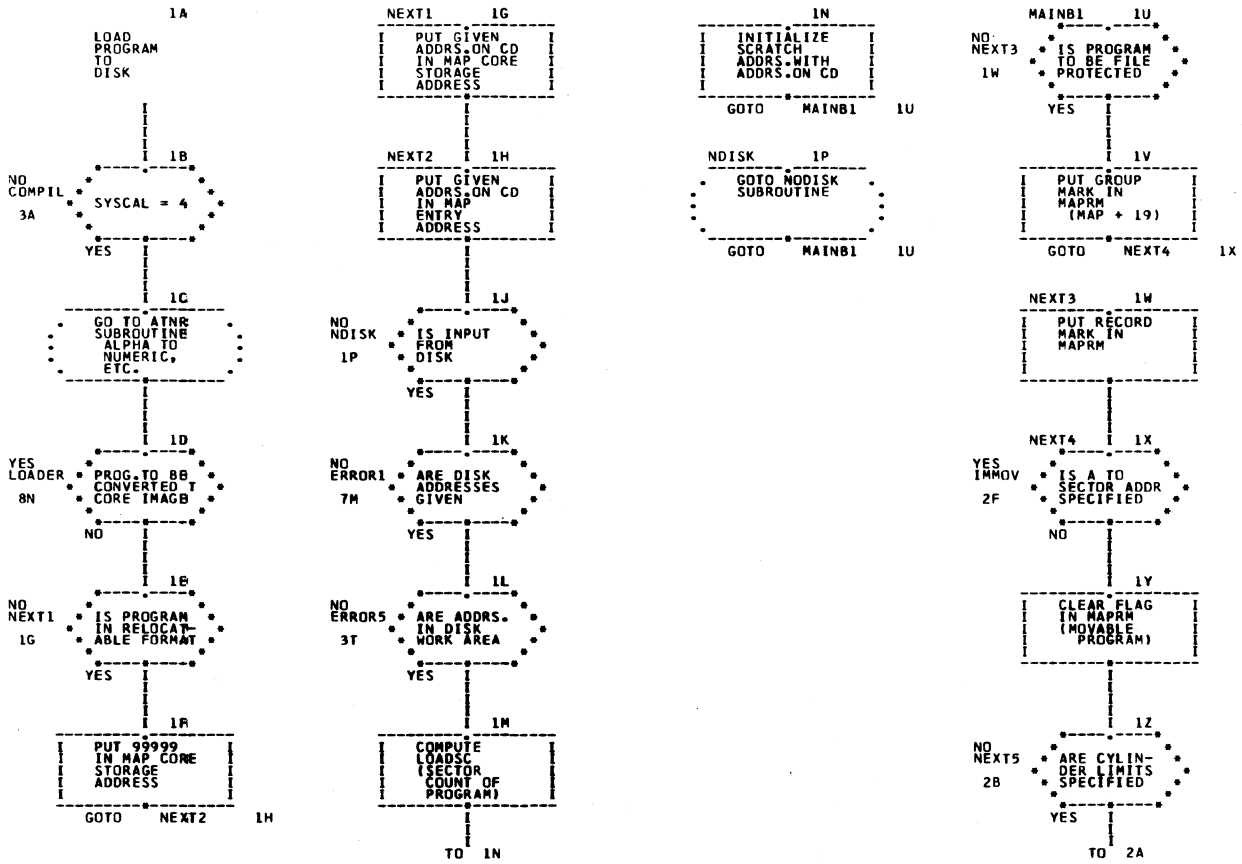 1A
LOAD
PROGRAM
TO
DISK
1B
NO
COMPIL
3A
SYSCAL = 4
YES
1C
GO TO ATNR
SUBROUTINE
ALPHA TO
NUMERIC,
ETC.
1D
YES
LOADER
8N
PROG.TO BB
CONVERTED T
CORE IMAGB
NO
1B
NO
NEXT1
1G
IS PROGRAM
IN RELOCAT-
ABLE FORMAT
YES
1F
PUT 99999
IN MAP CORE
STORAGE
ADDRESS
GOTO NEXT2 1H
NEXT1 1G
PUT GIVEN
ADDRS.ON CD
IN MAP CORE
STORAGE
ADDRESS
NEXT2 1H
PUT GIVEN
ADDRS.ON CD
IN MAP
ENTRY
ADDRESS
1J
NO
NDISK
1P
IS INPUT
FROM
DISK
YES
1K
NO
ERROR1
7M
ARE DISK
ADDRESSES
GIVEN
YES
1L
NO
ERROR5
3T
ARE ADDRS.
IN DISK
WORK AREA
YES
1M
COMPUTE
LOADSC
(SECTOR
COUNT OF
PROGRAM)
TO 1N
1N
INITIALIZE
SCRATCH
ADDRS.WITH
ADDRS.ON CD
GOTO MAINB1 1U
NDISK 1P
GOTO NODISK
SUBROUTINE
GOTO MAINB1 1U
MAINB1 1U
NO
NEXT3
1W
IS PROGRAM
TO BE FILE
PROTECTED
YES
1V
PUT GROUP
MARK IN
MAPRM
(MAP + 19)
GOTO NEXT4 1X
NEXT3 1W
PUT RECORD
MARK IN
MAPRM
NEXT4 1X
YES
IMMOV
2F
IS A TO
SECTOR ADDR
SPECIFIED
NO
1Y
CLEAR FLAG
IN MAPRM
(MOVABLE
PROGRAM)
1Z
NO
NEXT5
2B
ARE CYLIN-
DER LIMITS
SPECIFIED
YES
TO 2A